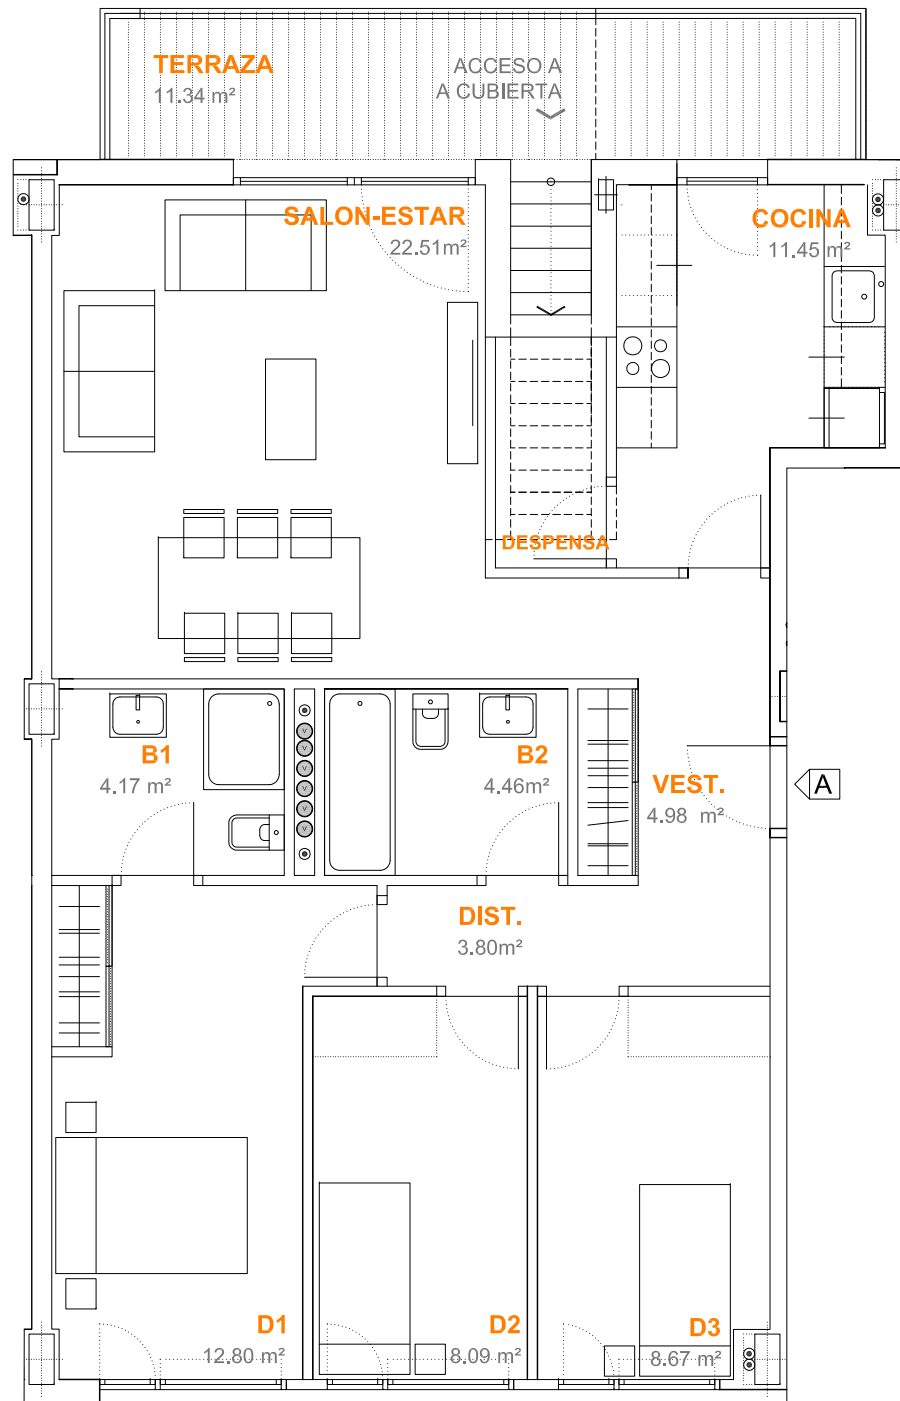 TERRAZA
11.34 m²
ACCESO A
A CUBIERTA
SALON-ESTAR
22.51m²
COCINA
11.45 m²
DESPENSA
B1
4.17 m²
V
V
V
V
V
V
B2
4.46m²
VEST.
4.98 m²
A
DIST.
3.80m²
D1
12.80 m²
D2
8.09 m²
D3
8.67 m²